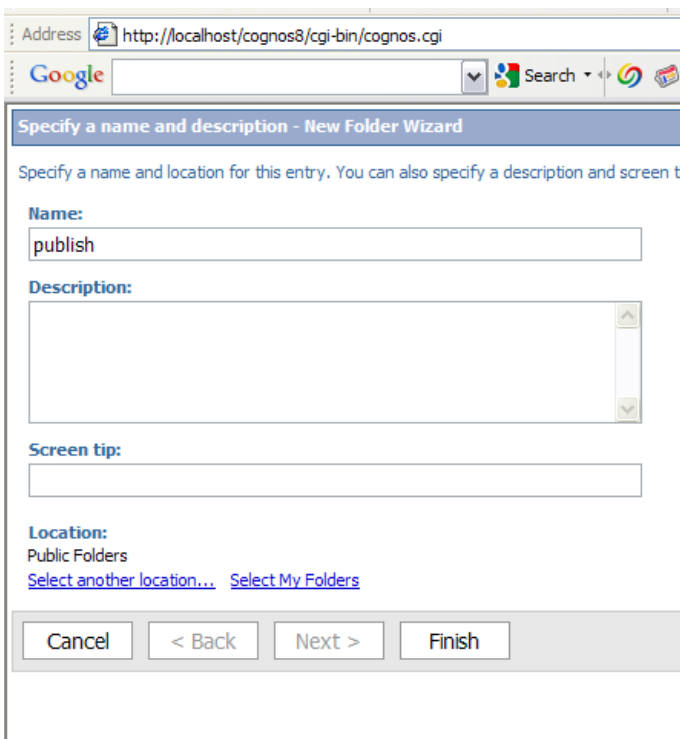 Address http://localhost/cognos8/cgi-bin/cognos.cgi
Google Search
Specify a name and description - New Folder Wizard
Specify a name and location for this entry. You can also specify a description and screen t
Name:
publish
Description:
Screen tip:
Location:
Public Folders
Select another location... Select My Folders
Cancel < Back Next > Finish